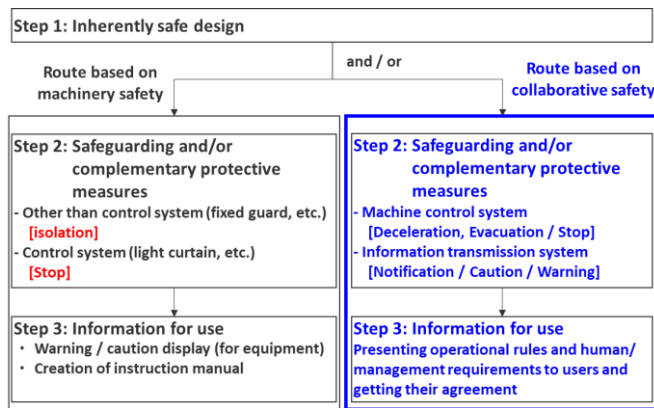 Step 1: Inherently safe design
and / or
Route based on
machinery safety
Route based on
collaborative safety
Step 2: Safeguarding and/or
complementary protective
measures
- Other than control system (fixed guard, etc.)
[isolation]
- Control system (light curtain, etc.)
[Stop]
Step 3: Information for use
・ Warning / caution display (for equipment)
・ Creation of instruction manual
Step 2: Safeguarding and/or
complementary protective
measures
- Machine control system
[Deceleration, Evacuation / Stop]
- Information transmission system
[Notification / Caution / Warning]
Step 3: Information for use
Presenting operational rules and human/
management requirements to users and
getting their agreement